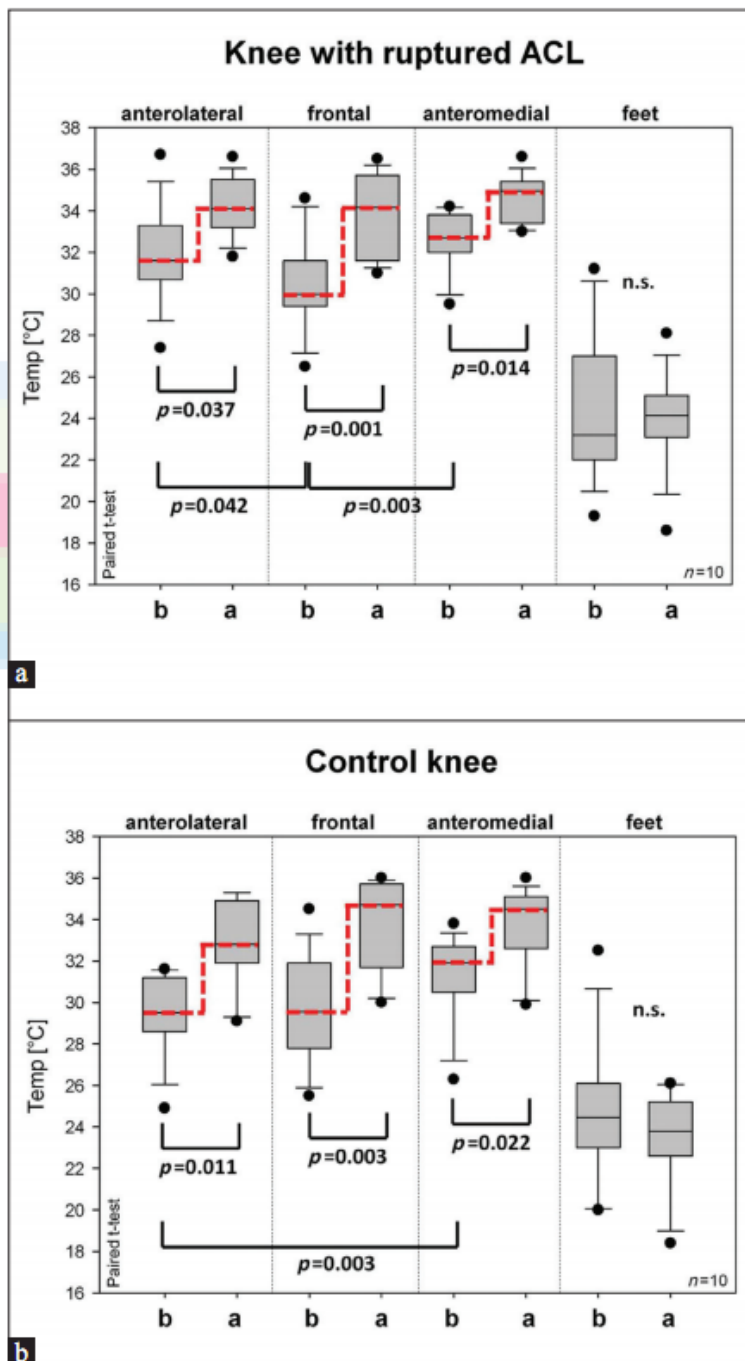 Knee with ruptured ACL
anterolateral frontal anteromedial feet
38
36
34
32
30
28
26
24
22
20
18
16
Temp [°C]
n.s.
p=0.014
p=0.037
p=0.001
p=0.042
p=0.003
Paired t-test
n=10
b a b a b a b a
a
Control knee
anterolateral frontal anteromedial feet
38
36
34
32
30
28
26
24
22
20
18
16
Temp [°C]
n.s.
p=0.011
p=0.003
p=0.022
p=0.003
Paired t-test
n=10
b a b a b a b a
b